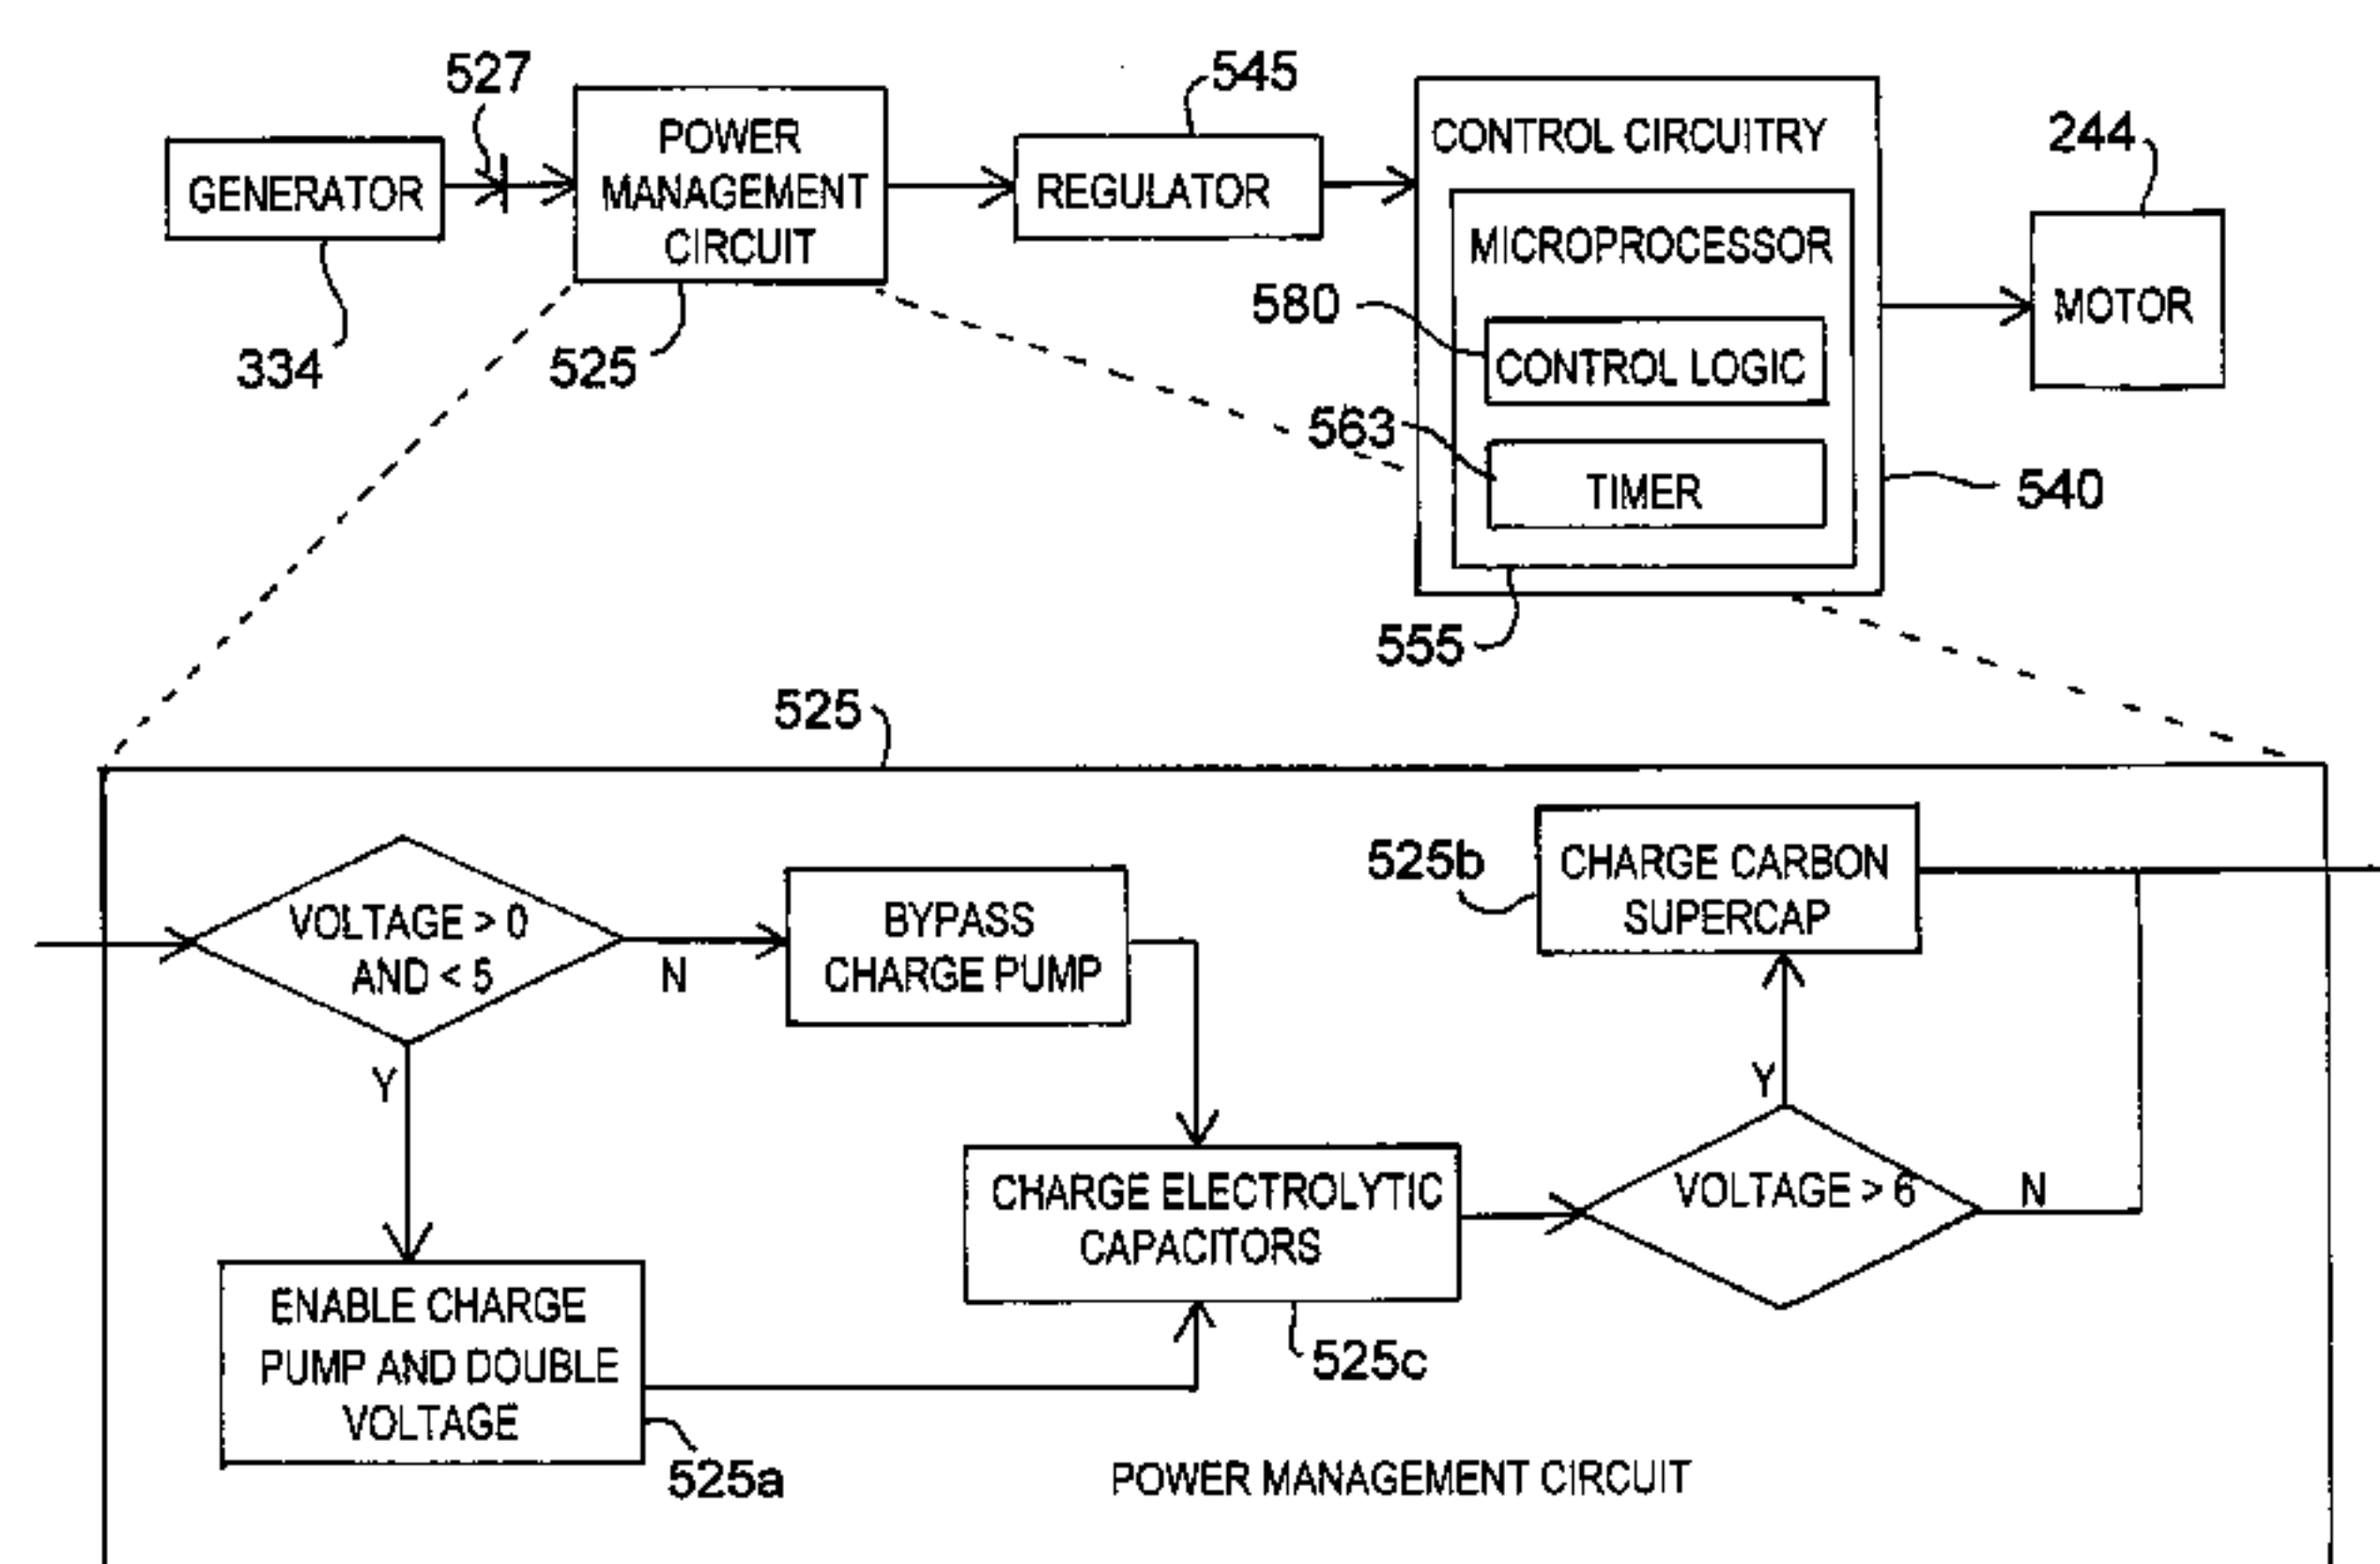 527
545
POWER
MANAGEMENT
CIRCUIT
CONTROL CIRCUITRY
244
GENERATOR
REGULATOR
MICROPROCESSOR
580
CONTROL LOGIC
MOTOR
334
525
563
TIMER
540
555
525
VOLTAGE > 0
AND < 5
N
BYPASS
CHARGE PUMP
525b
CHARGE CARBON
SUPERCAP
Y
Y
CHARGE ELECTROLYTIC
CAPACITORS
VOLTAGE > 6
N
ENABLE CHARGE
PUMP AND DOUBLE
VOLTAGE
525c
525a
POWER MANAGEMENT CIRCUIT